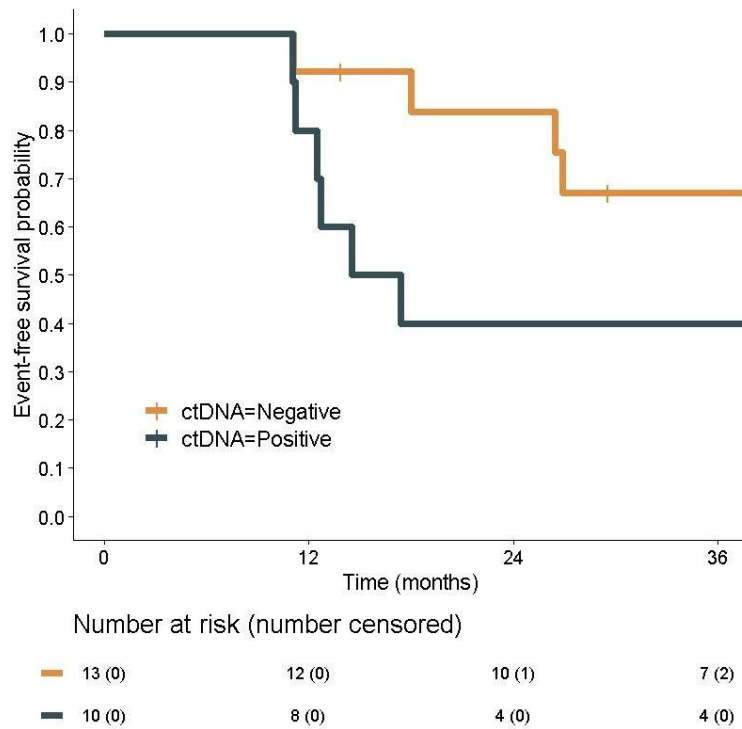 Event-free survival probability
1.0
0.9
0.8
0.7
0.6
0.5
0.4
0.3
0.2
0.1
0.0
ctDNA=Negative
ctDNA=Positive
0 12 24 36
Time (months)
Number at risk (number censored)
13 (0) 12 (0) 10 (1) 7 (2)
10 (0) 8 (0) 4 (0) 4 (0)